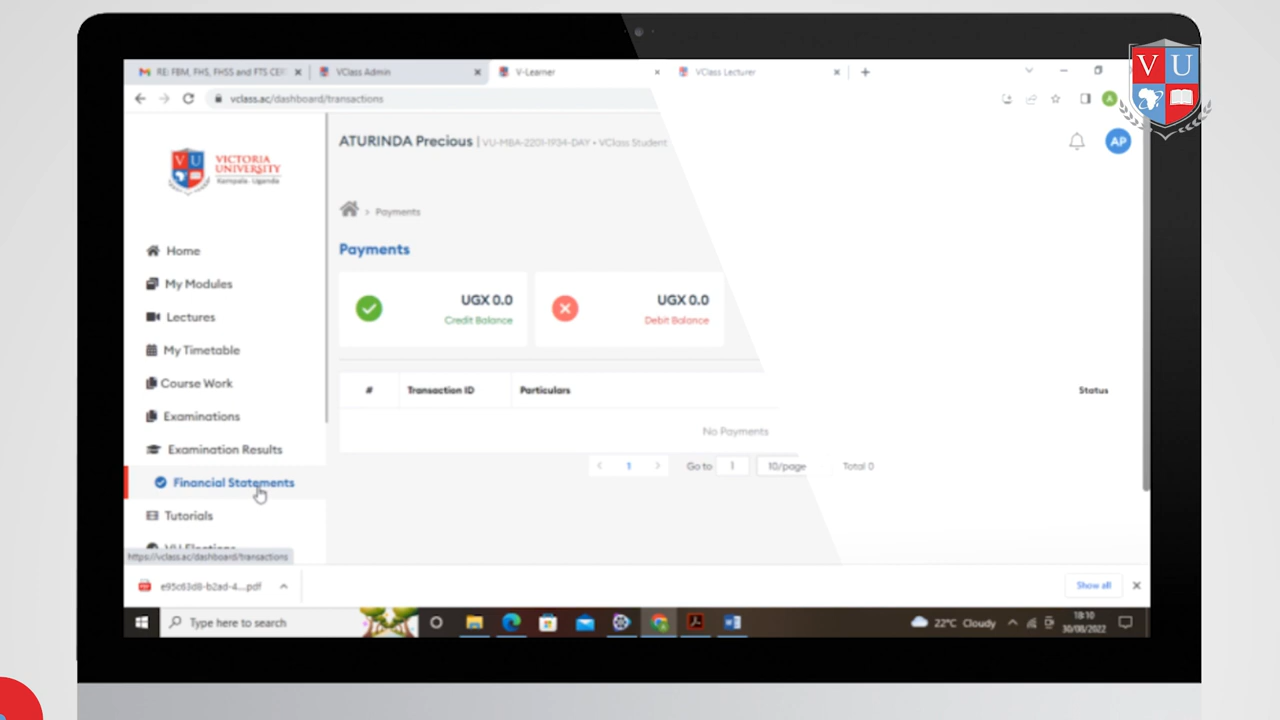 RE: FBM, FHS, FHSS and FTS CEF
VClass Admin
V-Learner
VClass Lecturer
vclass.ac/dashboard/transactions
V U
A
VICTORIA
UNIVERSITY
Kampala, Uganda
ATURINDA Precious | VU-MBA-2201-1934-DAY • VClass Student
AP
> Payments
Payments
Home
My Modules
Lectures
My Timetable
Course Work
Examinations
Examination Results
Financial Statements
Tutorials
VU Elections
UGX 0.0
Credit Balance
UGX 0.0
Debit Balance
# Transaction ID Particulars Status
No Payments
< 1 > Go to 1 10/page Total 0
https://vclass.ac/dashboard/transactions
e95c63d8-b2ad-4....pdf
Show all
Type here to search
22°C Cloudy
18:10
30/08/2022